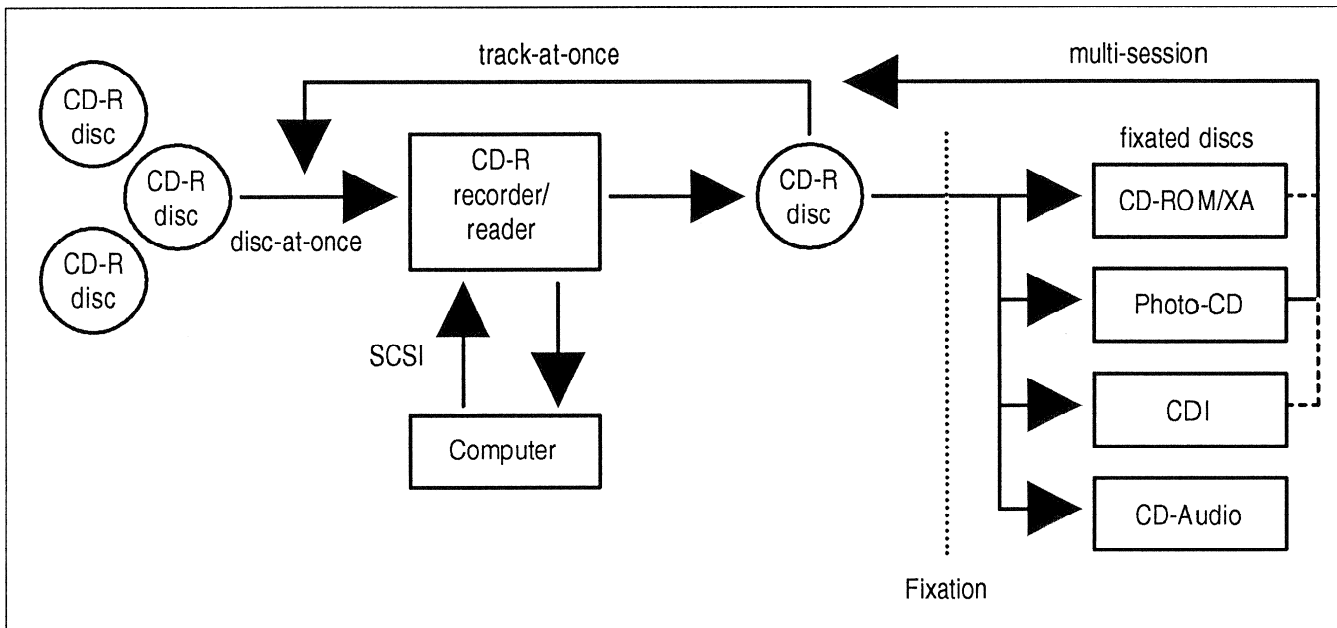 track-at-once
multi-session
CD-R
disc
CD-R
disc
CD-R
disc
disc-at-once
CD-R
recorder/
reader
SCSI
Computer
CD-R
disc
fixated discs
CD-ROM/XA
Photo-CD
CDI
CD-Audio
Fixation